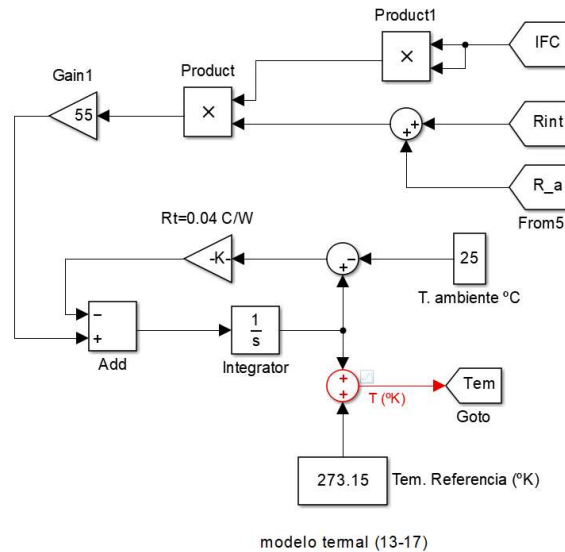 Product1
IFC
×
Gain1
Product
55
×
+
+
Rint
R_a
From5
Rt=0.04 C/W
-K-
+
−
25
T. ambiente ºC
−
+
Add
1
s
Integrator
+
+
T (ºK)
Tem
Goto
273.15
Tem. Referencia (ºK)
modelo termal (13-17)